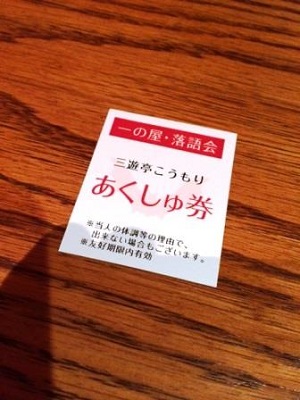 一の屋・落語会
三遊亭こうもり
あくしゅ券
※当人の体調等の理由で、
出来ない場合もございます。
※友好期限内有効